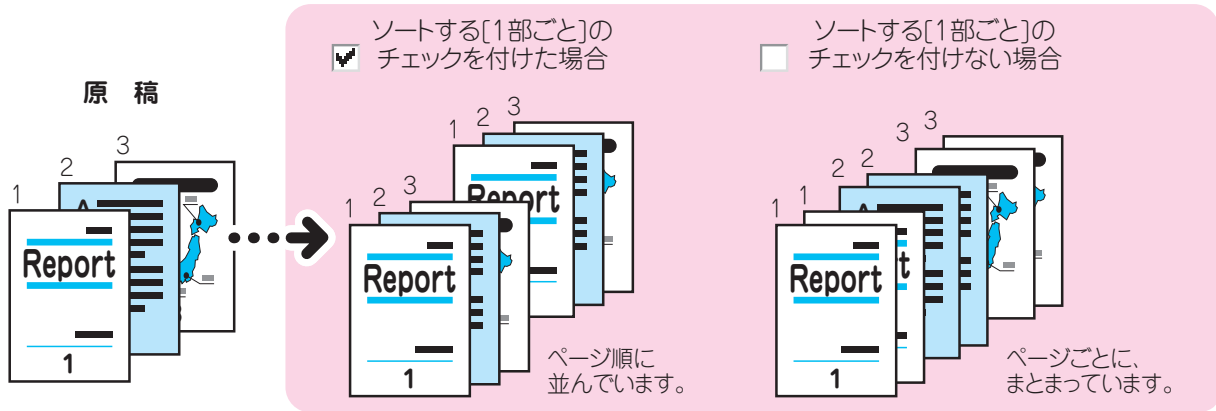 原 稿
1
2
3
Report
1
ソートする[1部ごと]の
チェックを付けた場合
1
2
3
1
2
3
Report
Report
1
ページ順に
並んでいます。
ソートする[1部ごと]の
チェックを付けない場合
1
1
2
2
3
3
Report
t
1
ページごとに、
まとまっています。